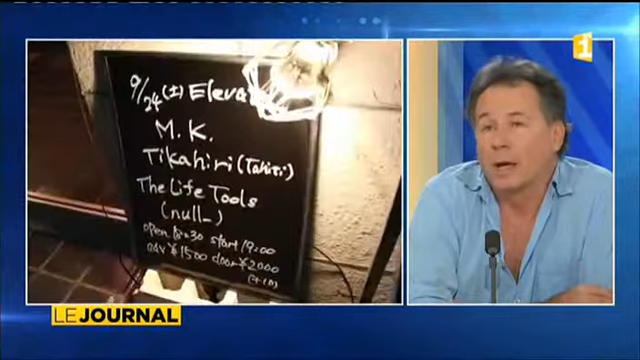 1
9/24(土) Eleva
M.K.
Tikahiri (Tahiti)
The Life Tools
(null_)
open 18:30 start 19:00
adv ¥1500 door ¥2000
(+1D)
LE JOURNAL